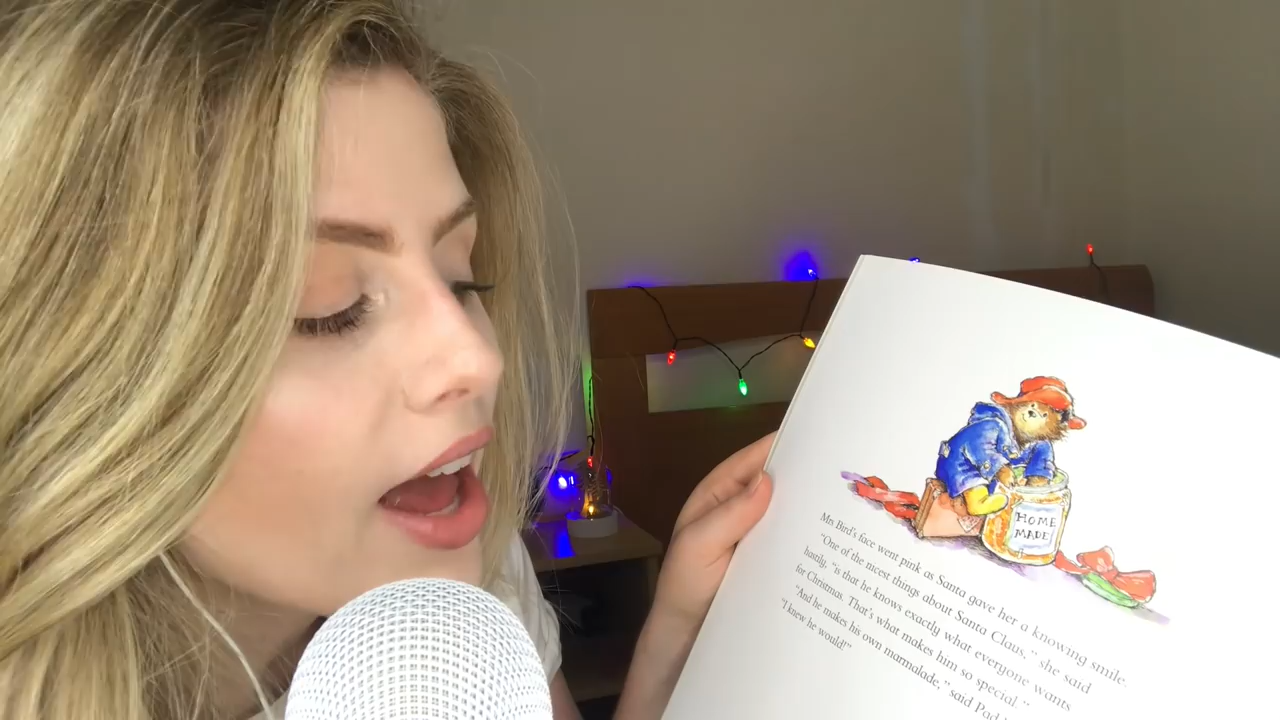 HOME
MADE
Mrs Bird's face went pink as Santa gave her a knowing smile.
"One of the nicest things about Santa Claus," she said
hastily, "is that he knows exactly what everyone wants
for Christmas. That's what makes him so special."
"And he makes his own marmalade," said
"I knew he would!"